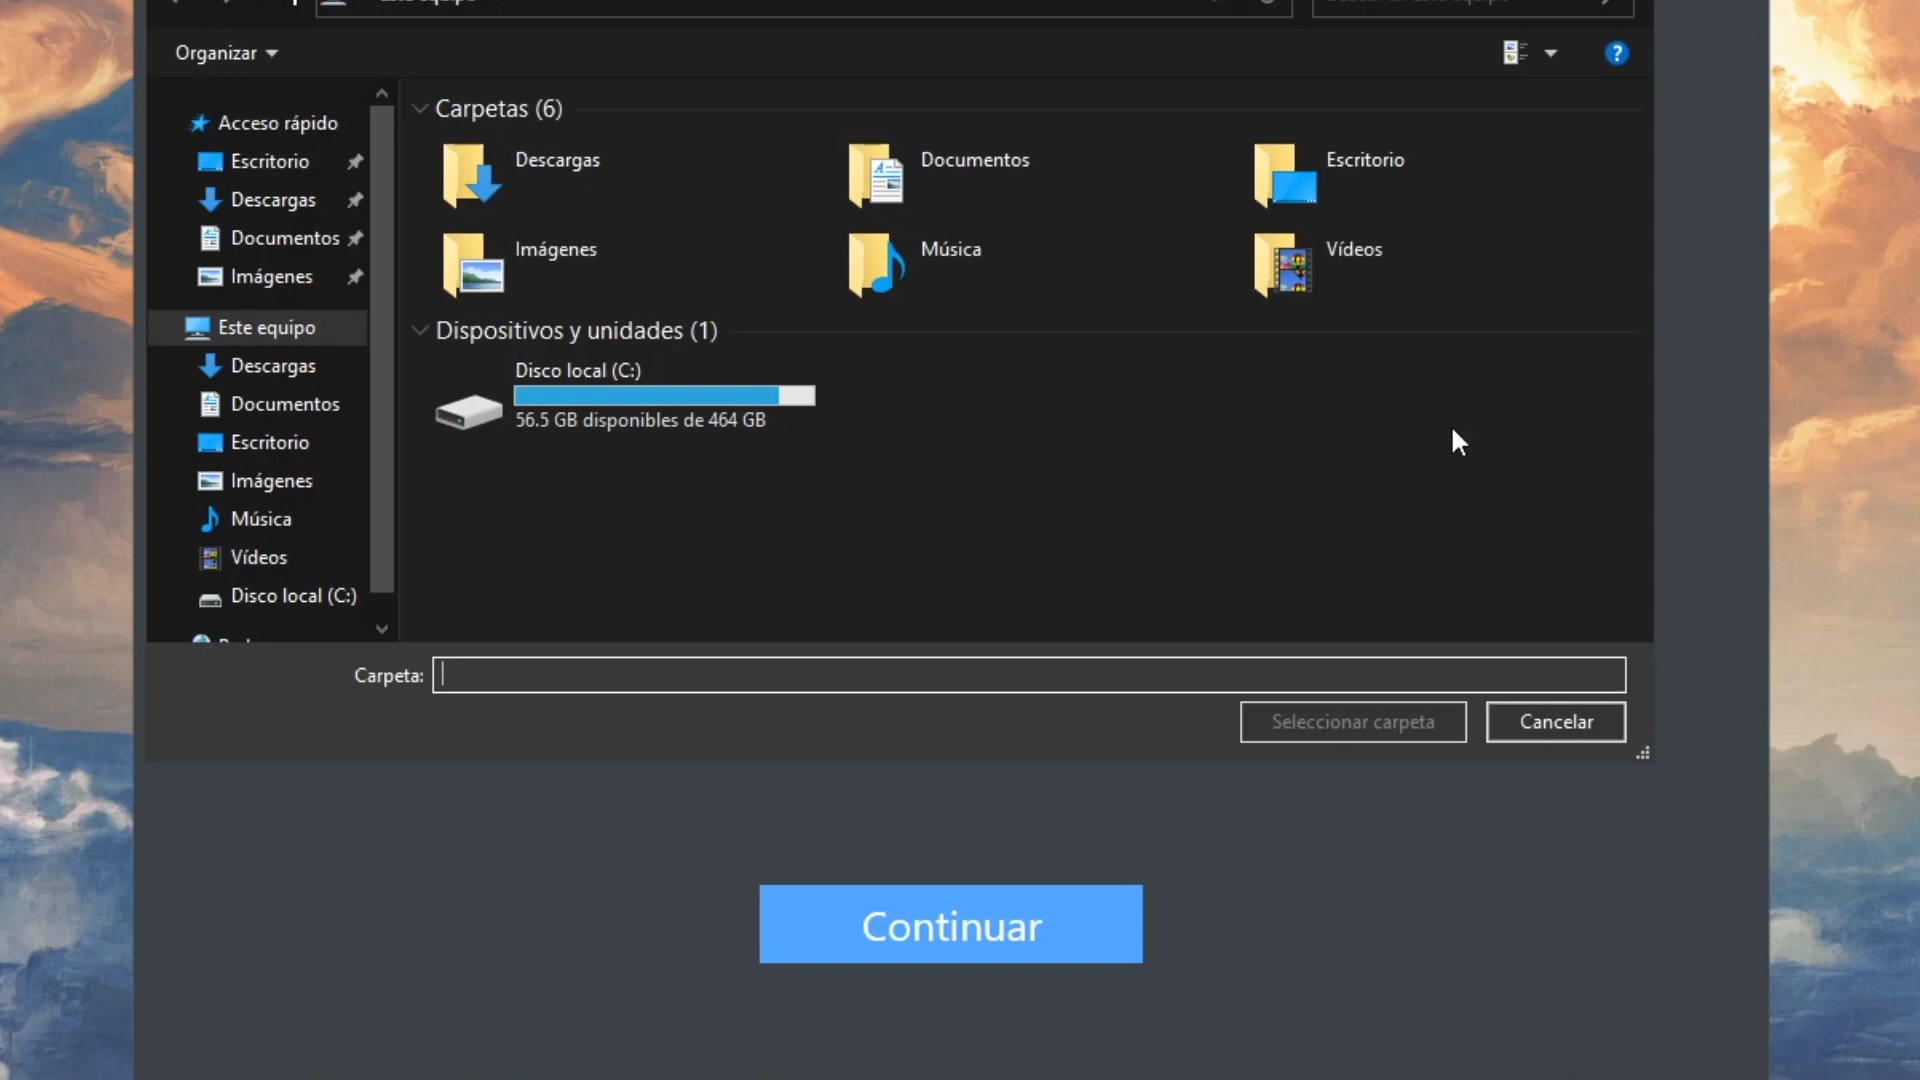 Organizar
?
Acceso rápido
Escritorio
Descargas
Documentos
Imágenes
Este equipo
Descargas
Documentos
Escritorio
Imágenes
Música
Vídeos
Disco local (C:)
Carpetas (6)
Descargas
Documentos
Escritorio
Imágenes
Música
Vídeos
Dispositivos y unidades (1)
Disco local (C:)
56.5 GB disponibles de 464 GB
Carpeta:
Seleccionar carpeta
Cancelar
Continuar